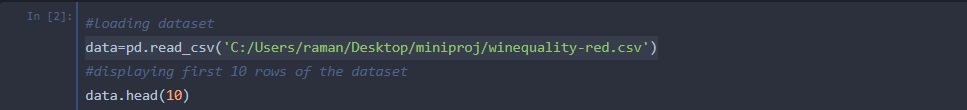 In [2]:
#loading dataset
data=pd.read_csv('C:/Users/raman/Desktop/miniproj/winequality-red.csv')
#displaying first 10 rows of the dataset
data.head(10)